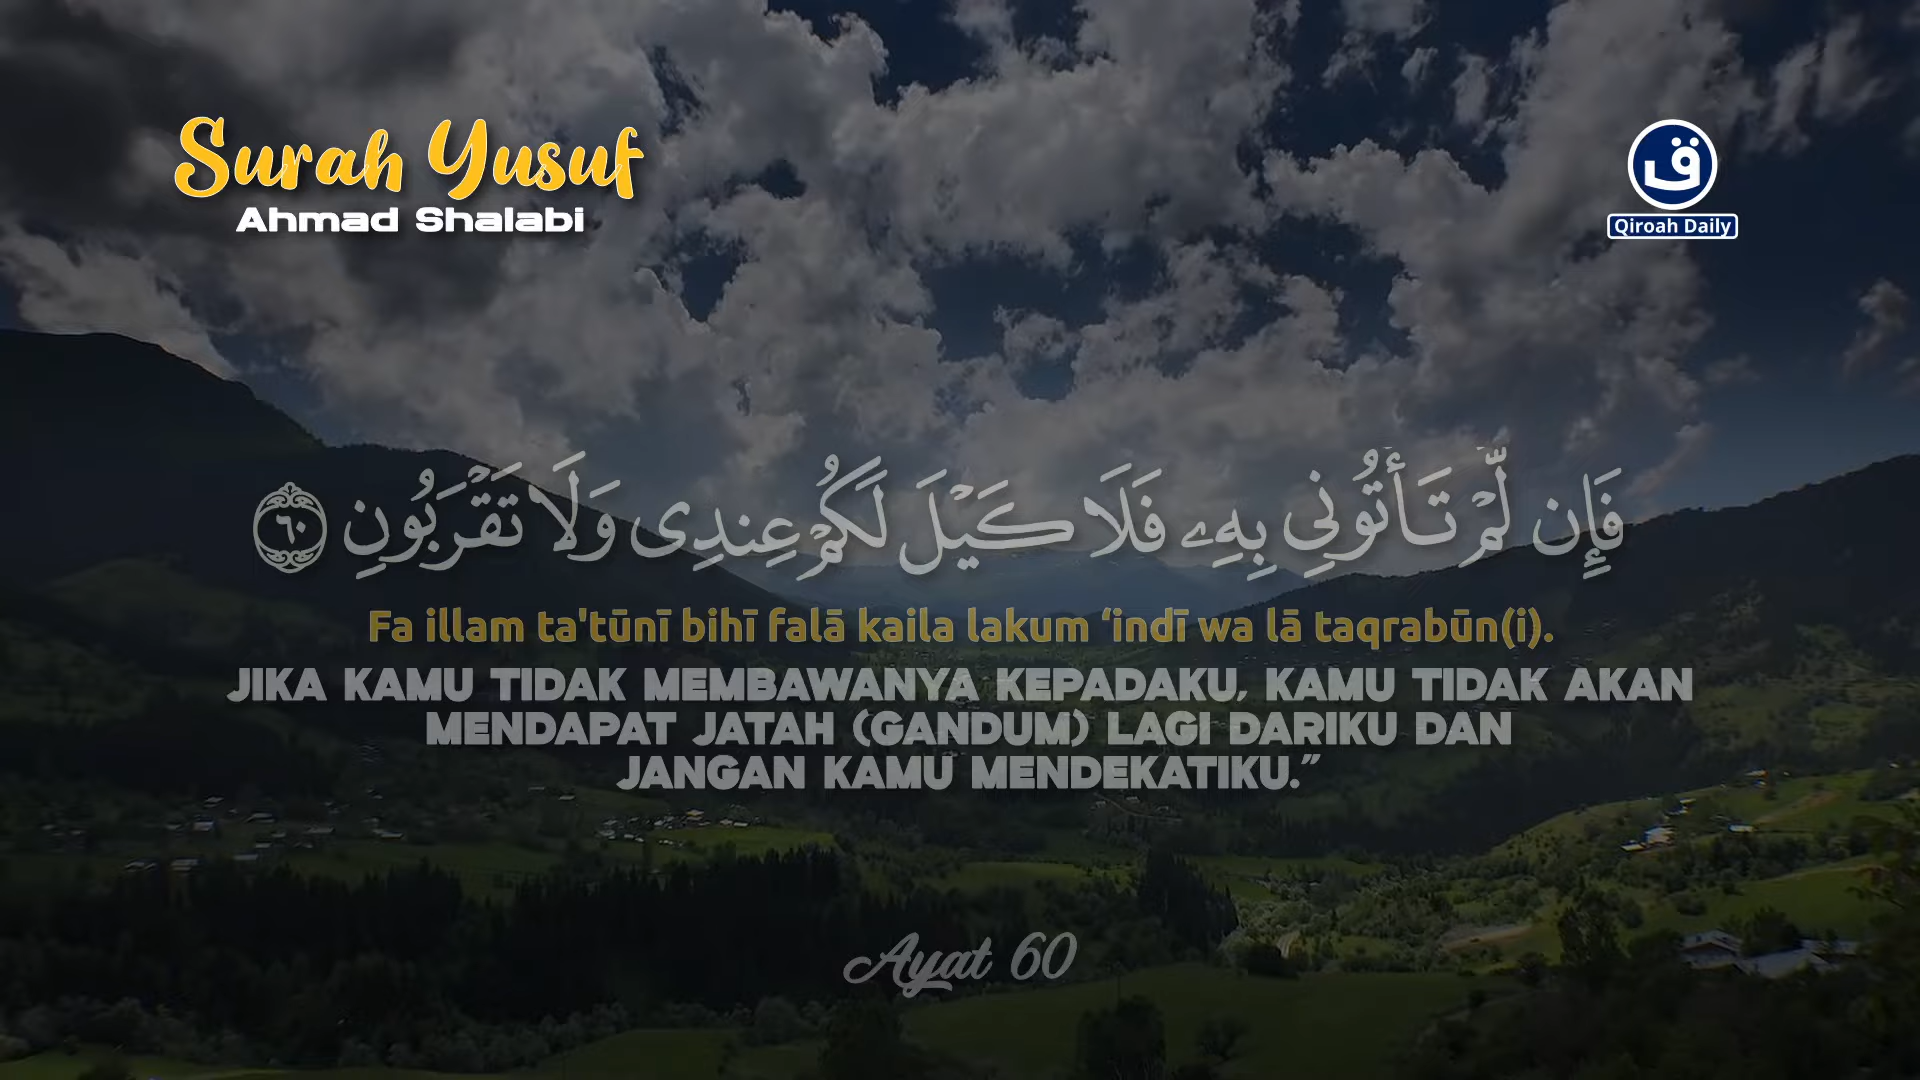 Surah Yusuf
Ahmad Shalabi
ق
Qiroah Daily
فَإِن لَّمْ تَأْتُونِي بِهِۦ فَلَا كَيْلَ لَكُمْ عِندِى وَلَا تَقْرَبُونِ ٦٠
Fa illam ta'tūnī bihī falā kaila lakum ‘indī wa lā taqrabūn(i).
JIKA KAMU TIDAK MEMBAWANYA KEPADAKU, KAMU TIDAK AKAN
MENDAPAT JATAH (GANDUM) LAGI DARIKU DAN
JANGAN KAMU MENDEKATIKU.”
Ayat 60